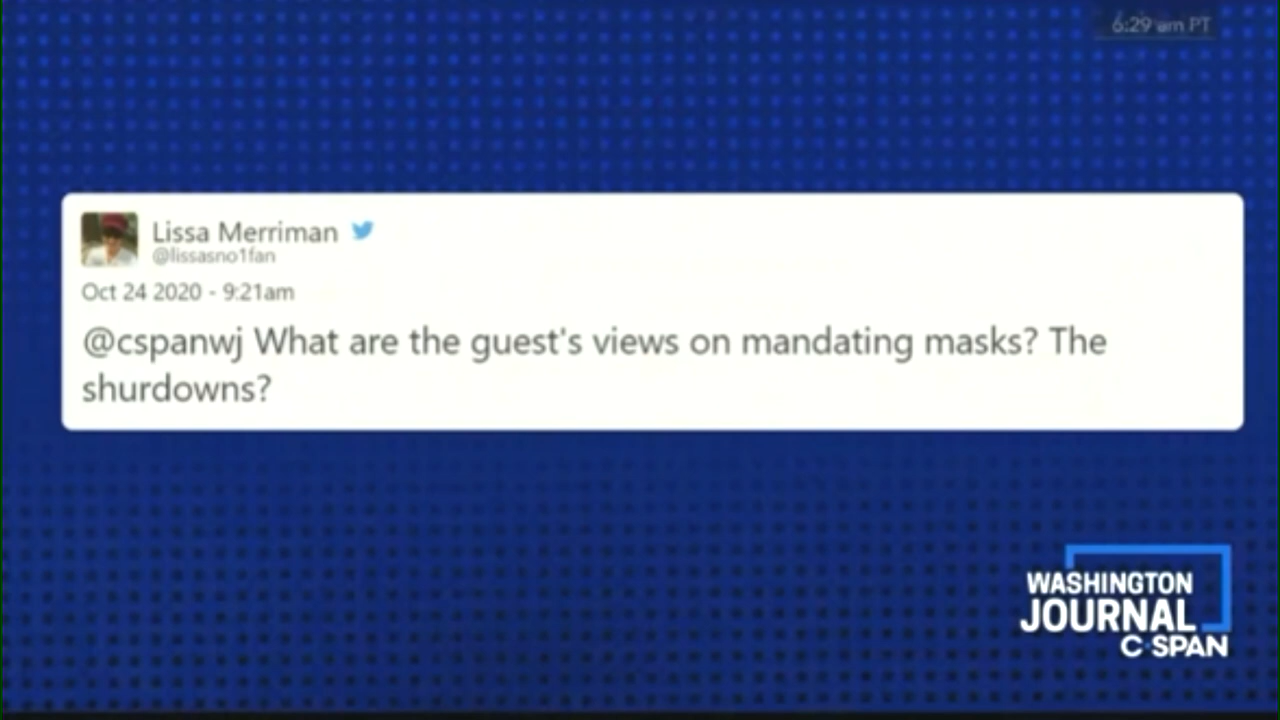 6:29 am PT
Lissa Merriman
@lissasno1fan
Oct 24 2020 - 9:21am
@cspanwj What are the guest's views on mandating masks? The
shurdowns?
WASHINGTON
JOURNAL
C-SPAN